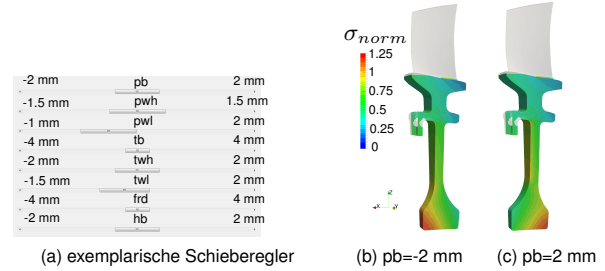 -2 mm pb 2 mm
-1.5 mm pwh 1.5 mm
-1 mm pwl 2 mm
-4 mm tb 4 mm
-2 mm twh 2 mm
-1.5 mm twl 2 mm
-4 mm frd 4 mm
-2 mm hb 2 mm
(a) exemplarische Schieberegler
σnorm
1.25
1
0.75
0.5
0.25
0
Z
X
Y
(b) pb=-2 mm
(c) pb=2 mm